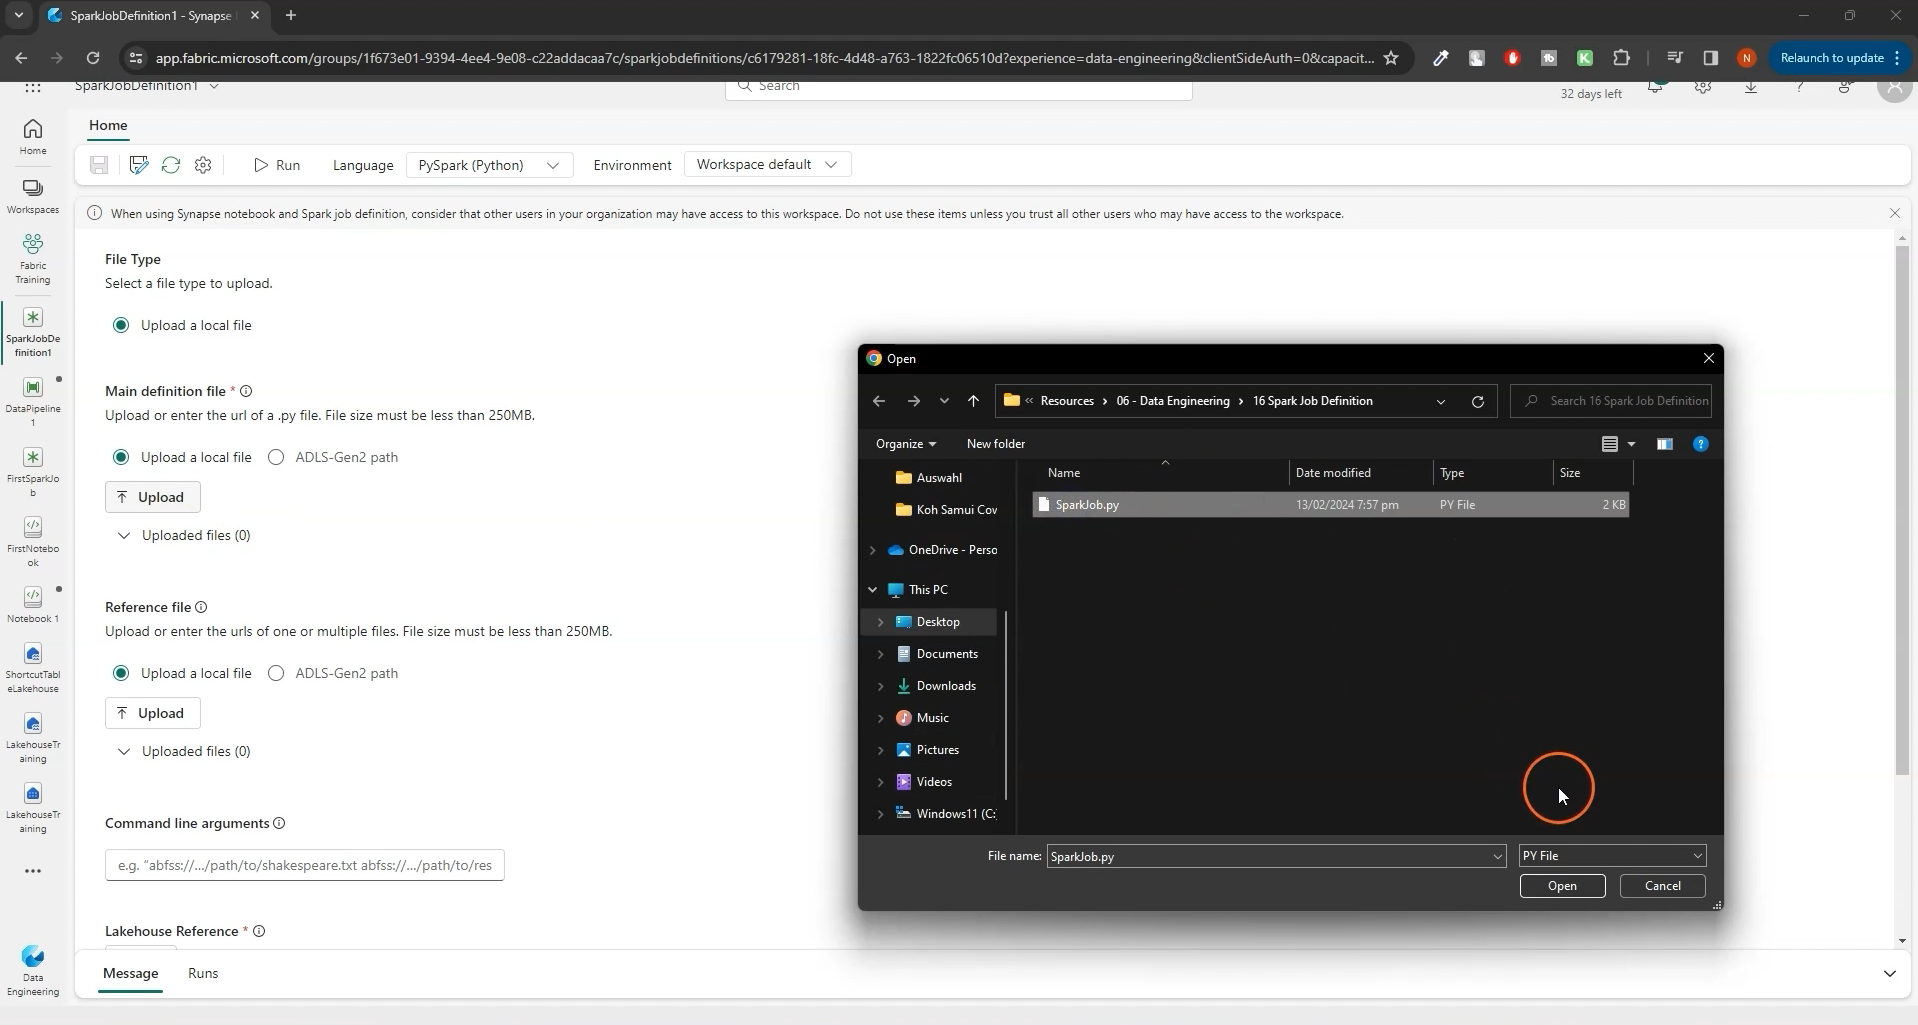 SparkJobDefinition1 - Synapse
app.fabric.microsoft.com/groups/1f673e01-9394-4ee4-9e08-c22addacaa7c/sparkjobdefinitions/c6179281-18fc-4d48-a763-1822fc06510d?experience=data-engineering&clientSideAuth=0&capacit...
Relaunch to update
SparkJobDefinition1
Search
32 days left
Home
Home
Run
Language
PySpark (Python)
Environment
Workspace default
Workspaces
Fabric
Training
SparkJobDe
finition1
DataPipeline
1
FirstSparkJo
b
FirstNotebo
ok
Notebook 1
ShortcutTabl
eLakehouse
LakehouseTr
aining
LakehouseTr
aining
Data
Engineering
When using Synapse notebook and Spark job definition, consider that other users in your organization may have access to this workspace. Do not use these items unless you trust all other users who may have access to the workspace.
File Type
Select a file type to upload.
Upload a local file
Main definition file *
Upload or enter the url of a .py file. File size must be less than 250MB.
Upload a local file
ADLS-Gen2 path
Upload
Uploaded files (0)
Reference file
Upload or enter the urls of one or multiple files. File size must be less than 250MB.
Upload a local file
ADLS-Gen2 path
Upload
Uploaded files (0)
Command line arguments
e.g. "abfss://.../path/to/shakespeare.txt abfss://.../path/to/res
Lakehouse Reference *
Message
Runs
Open
« Resources › 06 - Data Engineering › 16 Spark Job Definition
Search 16 Spark Job Definition
Organize
New folder
Name
Date modified
Type
Size
SparkJob.py
13/02/2024 7:57 pm
PY File
2 KB
Auswahl
Koh Samui Cov
OneDrive - Perso
This PC
Desktop
Documents
Downloads
Music
Pictures
Videos
Windows11 (C:)
File name:
SparkJob.py
PY File
Open
Cancel
N